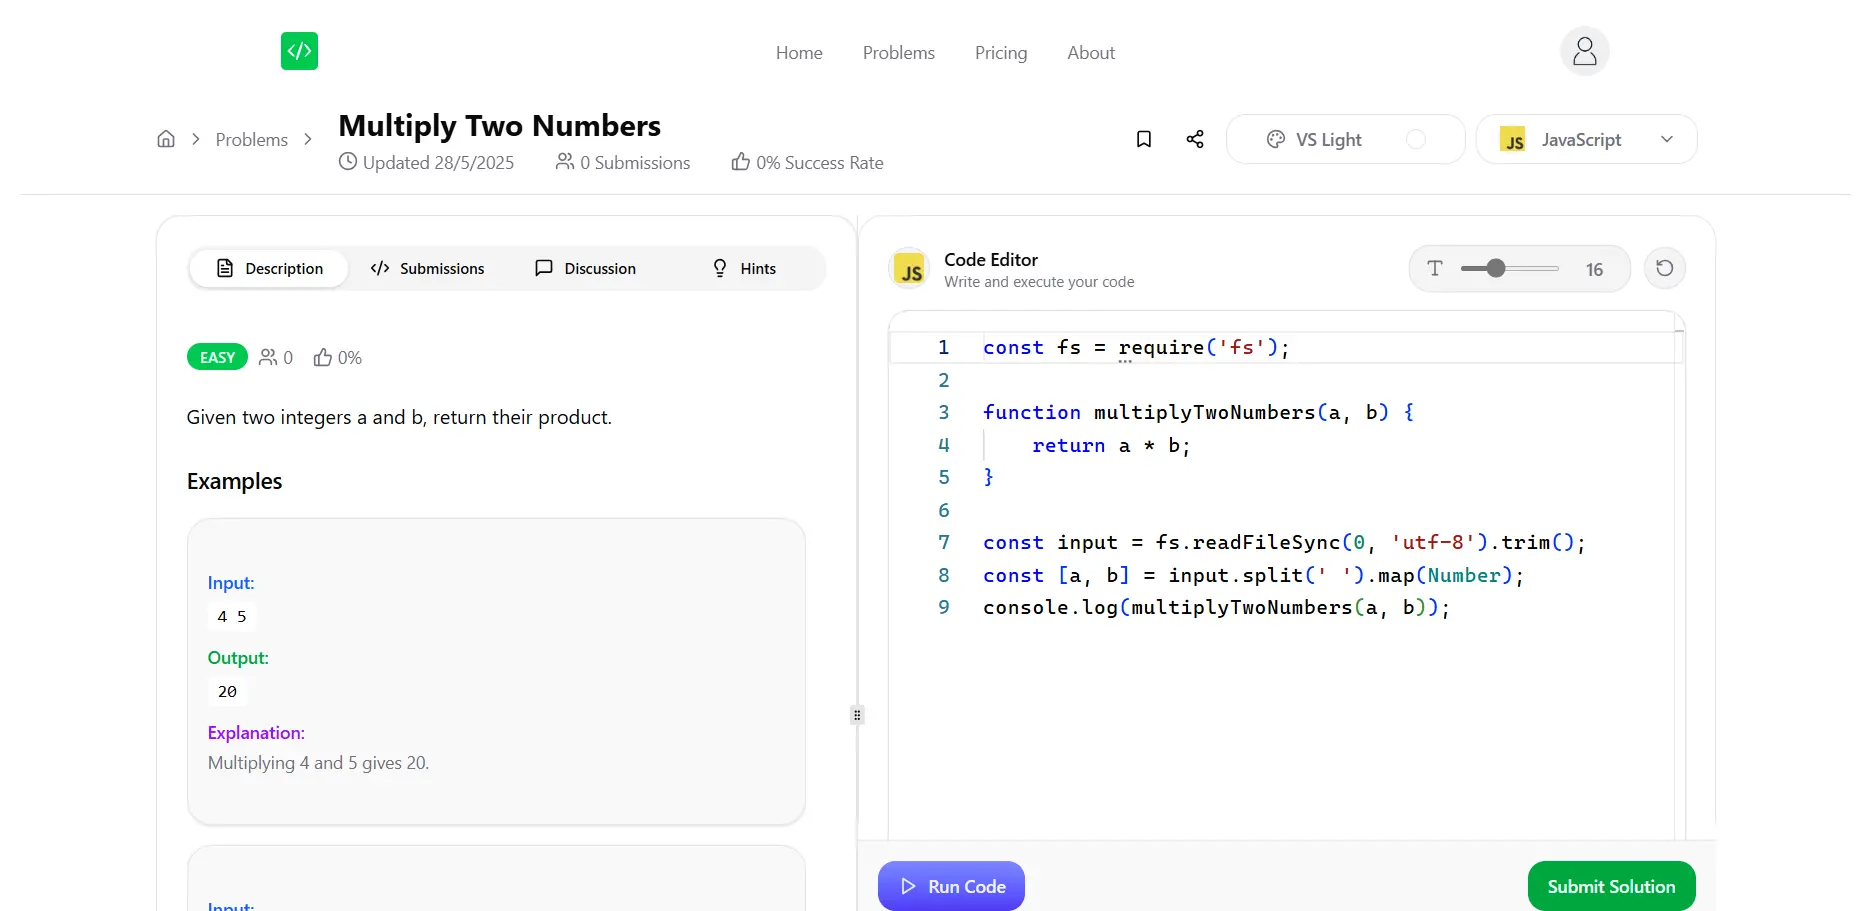 </>
Home Problems Pricing About
Problems
Multiply Two Numbers
Updated 28/5/2025 0 Submissions 0% Success Rate
VS Light
JS JavaScript
Description Submissions Discussion Hints
EASY 0 0%
Given two integers a and b, return their product.
Examples
Input:
4 5
Output:
20
Explanation:
Multiplying 4 and 5 gives 20.
Input:
JS
Code Editor
Write and execute your code
T 16
1 const fs = require('fs');
2
3 function multiplyTwoNumbers(a, b) {
4     return a * b;
5 }
6
7 const input = fs.readFileSync(0, 'utf-8').trim();
8 const [a, b] = input.split(' ').map(Number);
9 console.log(multiplyTwoNumbers(a, b));
Run Code
Submit Solution